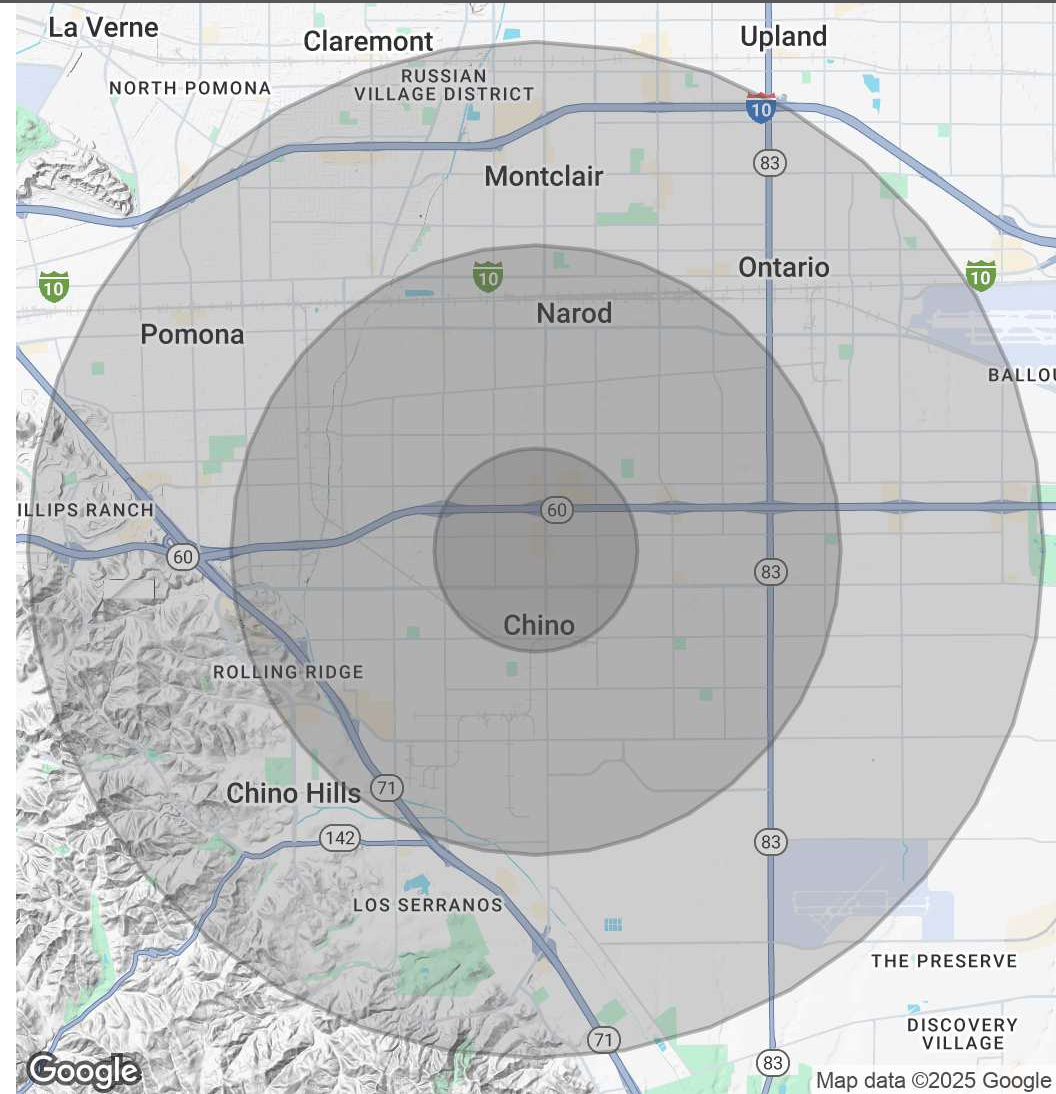 La Verne
Claremont
Upland
NORTH POMONA
RUSSIAN
VILLAGE DISTRICT
10
83
Montclair
Ontario
10
10
10
Narod
Pomona
BALLOU
ILLIPS RANCH
60
60
83
Chino
ROLLING RIDGE
Chino Hills
71
142
83
LOS SERRANOS
THE PRESERVE
DISCOVERY
VILLAGE
71
83
Google
Map data ©2025 Google